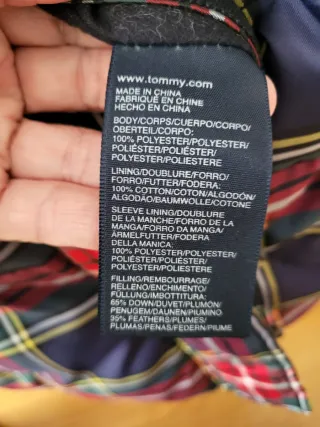 www.tommy.com
MADE IN CHINA
FABRIQUÉ EN CHINE
HECHO EN CHINA
BODY/CORPS/CUERPO/CORPO/
OBERTEIL/CORPO:
100% POLYESTER/POLYESTER/
POLIÉSTER/POLIÉSTER/
POLYESTER/POLIESTERE
LINING/DOUBLURE/FORRO/
FORRO/FUTTER/FODERA:
100% COTTON/COTON/ALGODÓN/
ALGODÃO/BAUMWOLLE/COTONE
SLEEVE LINING/DOUBLURE
DE LA MANCHE/FORRO DE LA
MANGA/FORRO DA MANGA/
ÄRMELFUTTER/FODERA
DELLA MANICA:
100% POLYESTER/POLYESTER/
POLIÉSTER/POLIÉSTER/
POLYESTER/POLIESTERE
FILLING/REMBOURRAGE/
RELLENO/ENCHIMENTO/
FÜLLUNG/IMBOTTITURA:
65% DOWN/DUVET/PLUMÓN/
PENUGEM/DAUNEN/PIUMINO
35% FEATHERS/PLUMES/
PLUMAS/PENAS/FEDERN/PIUME